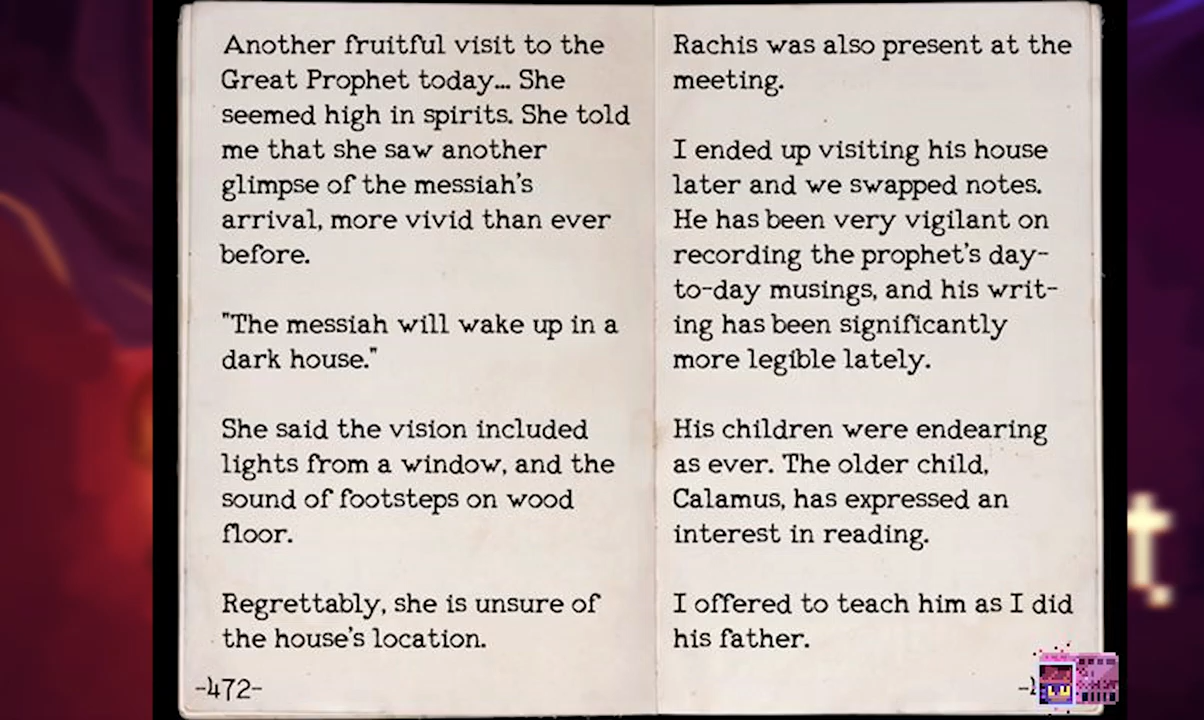 Another fruitful visit to the
Great Prophet today... She
seemed high in spirits. She told
me that she saw another
glimpse of the messiah's
arrival, more vivid than ever
before.
"The messiah will wake up in a
dark house."
She said the vision included
lights from a window, and the
sound of footsteps on wood
floor.
Regrettably, she is unsure of
the house's location.
-472-
Rachis was also present at the
meeting.
I ended up visiting his house
later and we swapped notes.
He has been very vigilant on
recording the prophet's day-
to-day musings, and his writ-
ing has been significantly
more legible lately.
His children were endearing
as ever. The older child,
Calamus, has expressed an
interest in reading.
I offered to teach him as I did
his father.